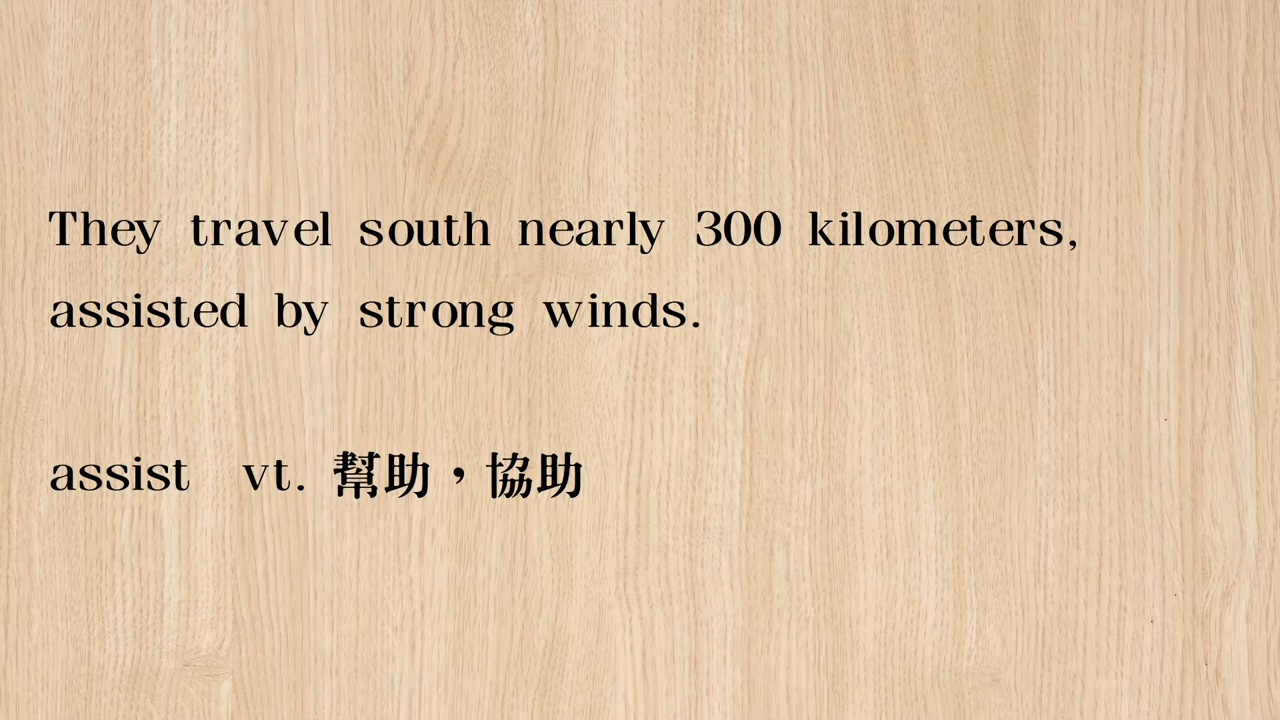 They travel south nearly 300 kilometers,
assisted by strong winds.
assist vt. 幫助，協助